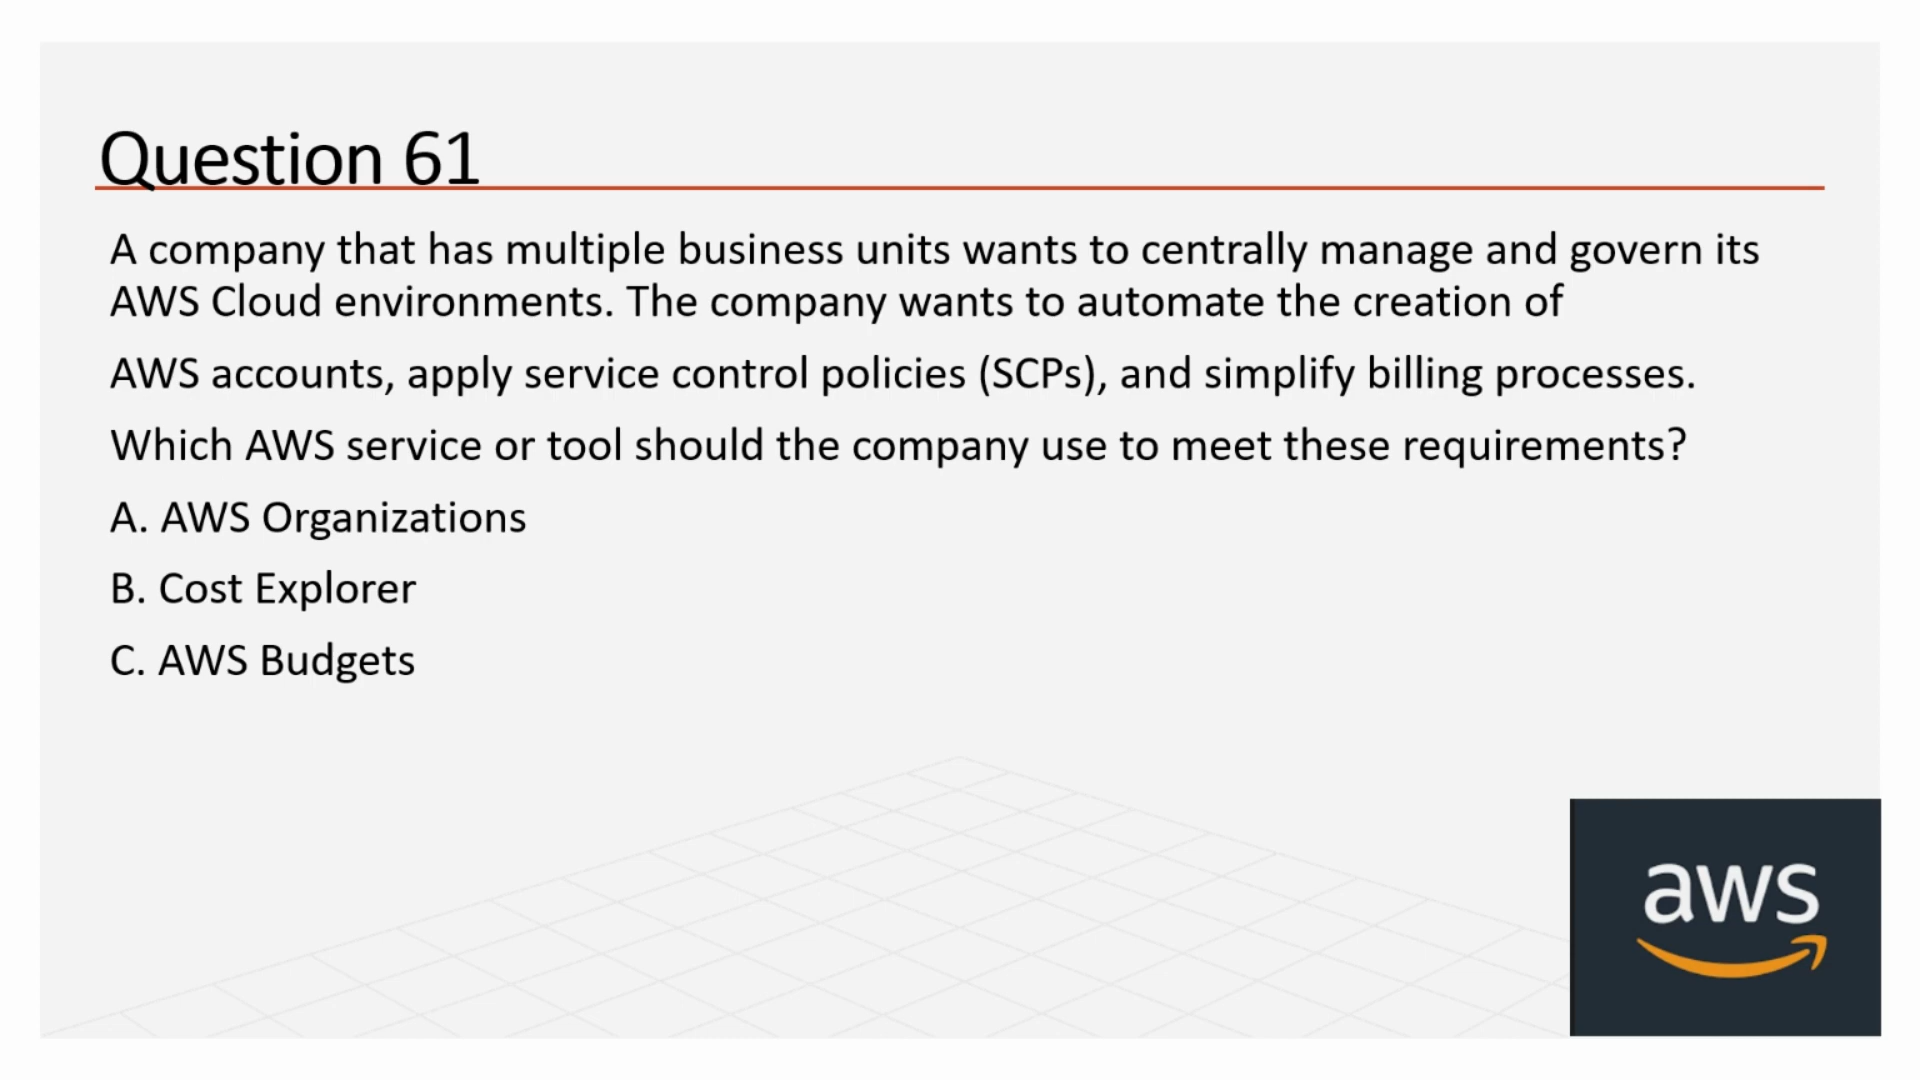 Question 61
A company that has multiple business units wants to centrally manage and govern its
AWS Cloud environments. The company wants to automate the creation of
AWS accounts, apply service control policies (SCPs), and simplify billing processes.
Which AWS service or tool should the company use to meet these requirements?
A. AWS Organizations
B. Cost Explorer
C. AWS Budgets
aws